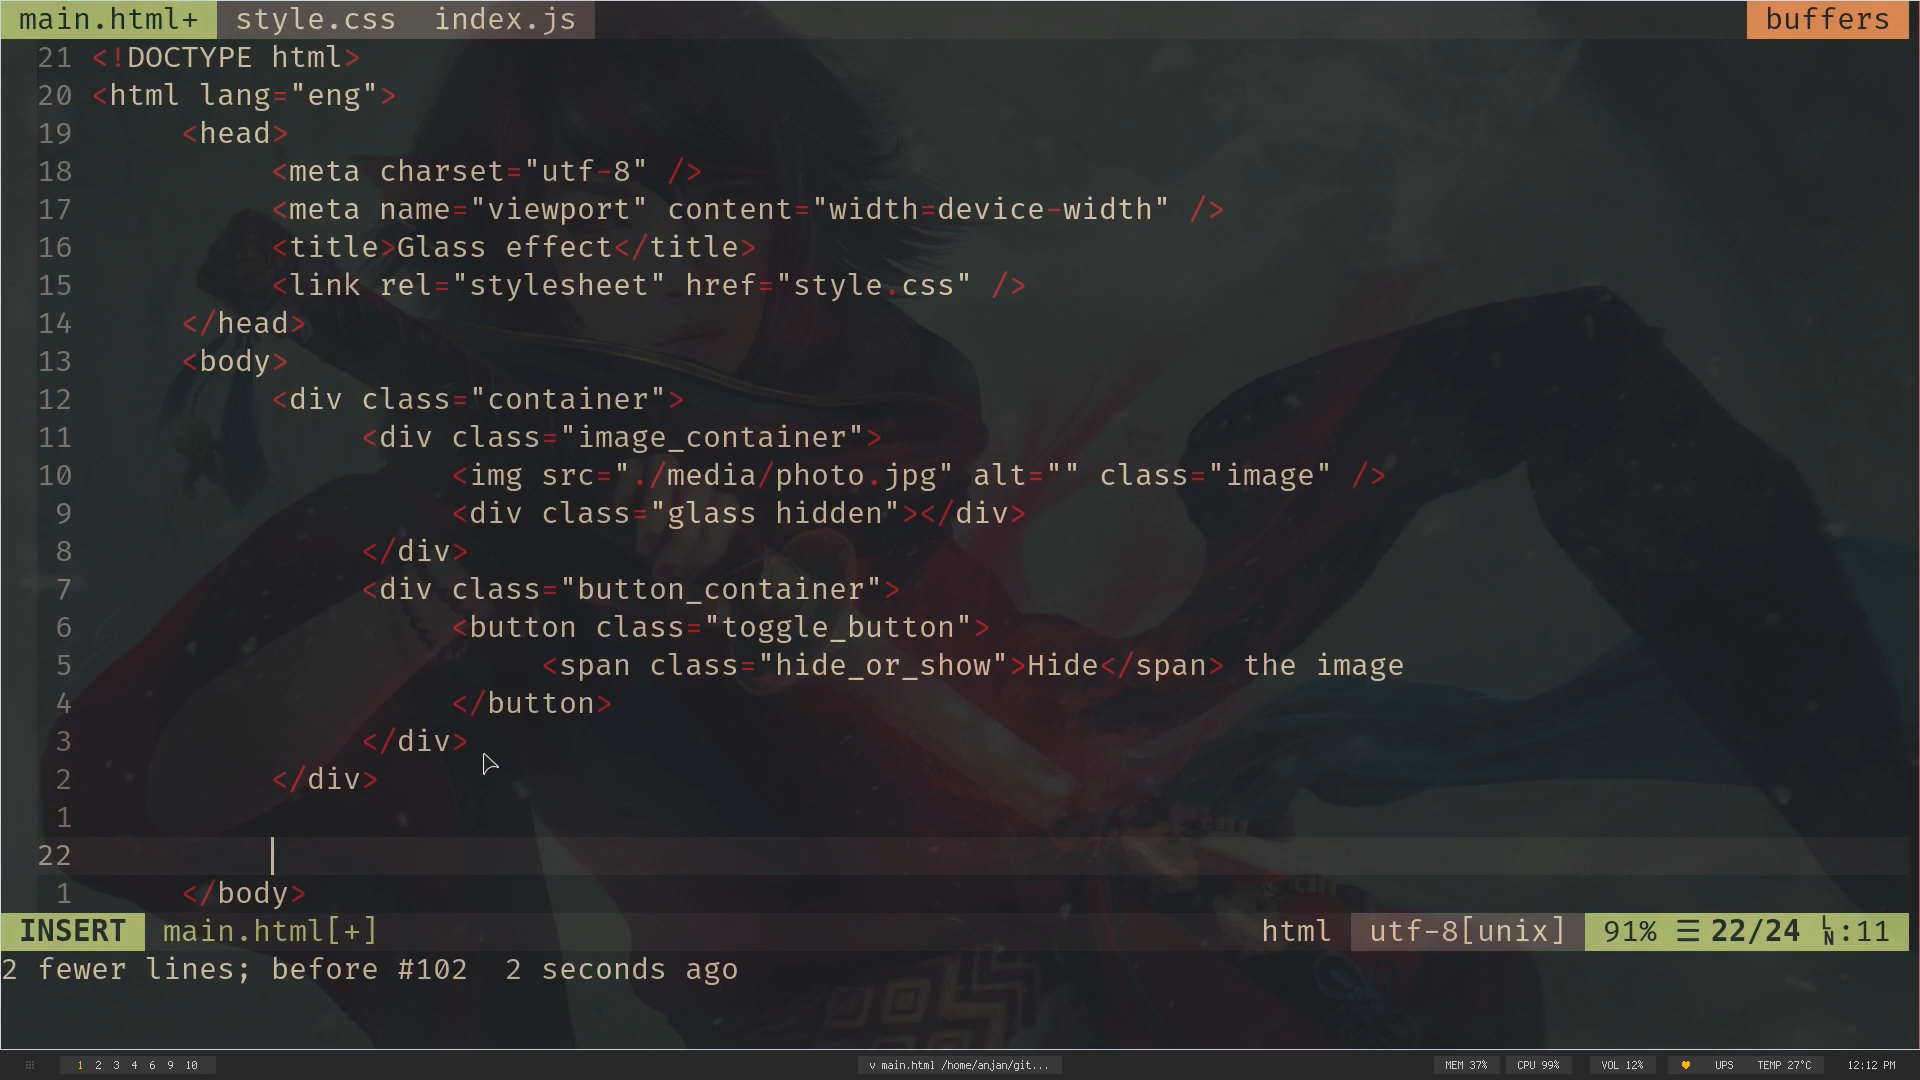 main.html+ style.css index.js buffers
21 <!DOCTYPE html>
20 <html lang="eng">
19 <head>
18 <meta charset="utf-8" />
17 <meta name="viewport" content="width=device-width" />
16 <title>Glass effect</title>
15 <link rel="stylesheet" href="style.css" />
14 </head>
13 <body>
12 <div class="container">
11 <div class="image_container">
10 <img src="./media/photo.jpg" alt="" class="image" />
9 <div class="glass hidden"></div>
8 </div>
7 <div class="button_container">
6 <button class="toggle_button">
5 <span class="hide_or_show">Hide</span> the image
4 </button>
3 </div>
2 </div>
1
22
1 </body>
INSERT main.html[+] html utf-8[unix] 91% ☰ 22/24 LN:11
2 fewer lines; before #102 2 seconds ago
1 2 3 4 6 9 10 v main.html /home/anjan/git... MEM 37% CPU 99% VOL 12% UPS TEMP 27°C 12:12 PM